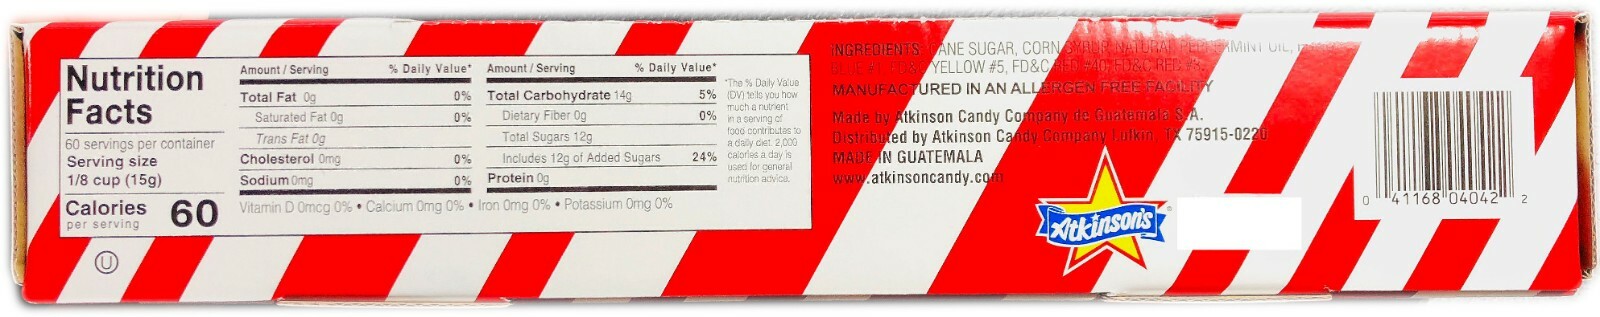 Nutrition
Facts
60 servings per container
Serving size
1/8 cup (15g)
Calories 60
per serving
Amount / Serving % Daily Value*
Total Fat 0g 0%
Saturated Fat 0g 0%
Trans Fat 0g
Cholesterol 0mg 0%
Sodium 0mg 0%
Amount / Serving % Daily Value*
Total Carbohydrate 14g 5%
Dietary Fiber 0g 0%
Total Sugars 12g
Includes 12g of Added Sugars 24%
Protein 0g
Vitamin D 0mcg 0% • Calcium 0mg 0% • Iron 0mg 0% • Potassium 0mg 0%
*The % Daily Value
(DV) tells you how
much a nutrient
in a serving of
food contributes to
a daily diet. 2,000
calories a day is
used for general
nutrition advice.
U
INGREDIENTS: CANE SUGAR, CORN SYRUP, NATURAL PEPPERMINT OIL,
BLUE #1, FD&C YELLOW #5, FD&C RED #40, FD&C RED #3.
MANUFACTURED IN AN ALLERGEN FREE FACILITY
Made by Atkinson Candy Company de Guatemala S.A.
Distributed by Atkinson Candy Company Lufkin, TX 75915-0220
MADE IN GUATEMALA
www.atkinsoncandy.com
Atkinson's
0 41168 04042 2